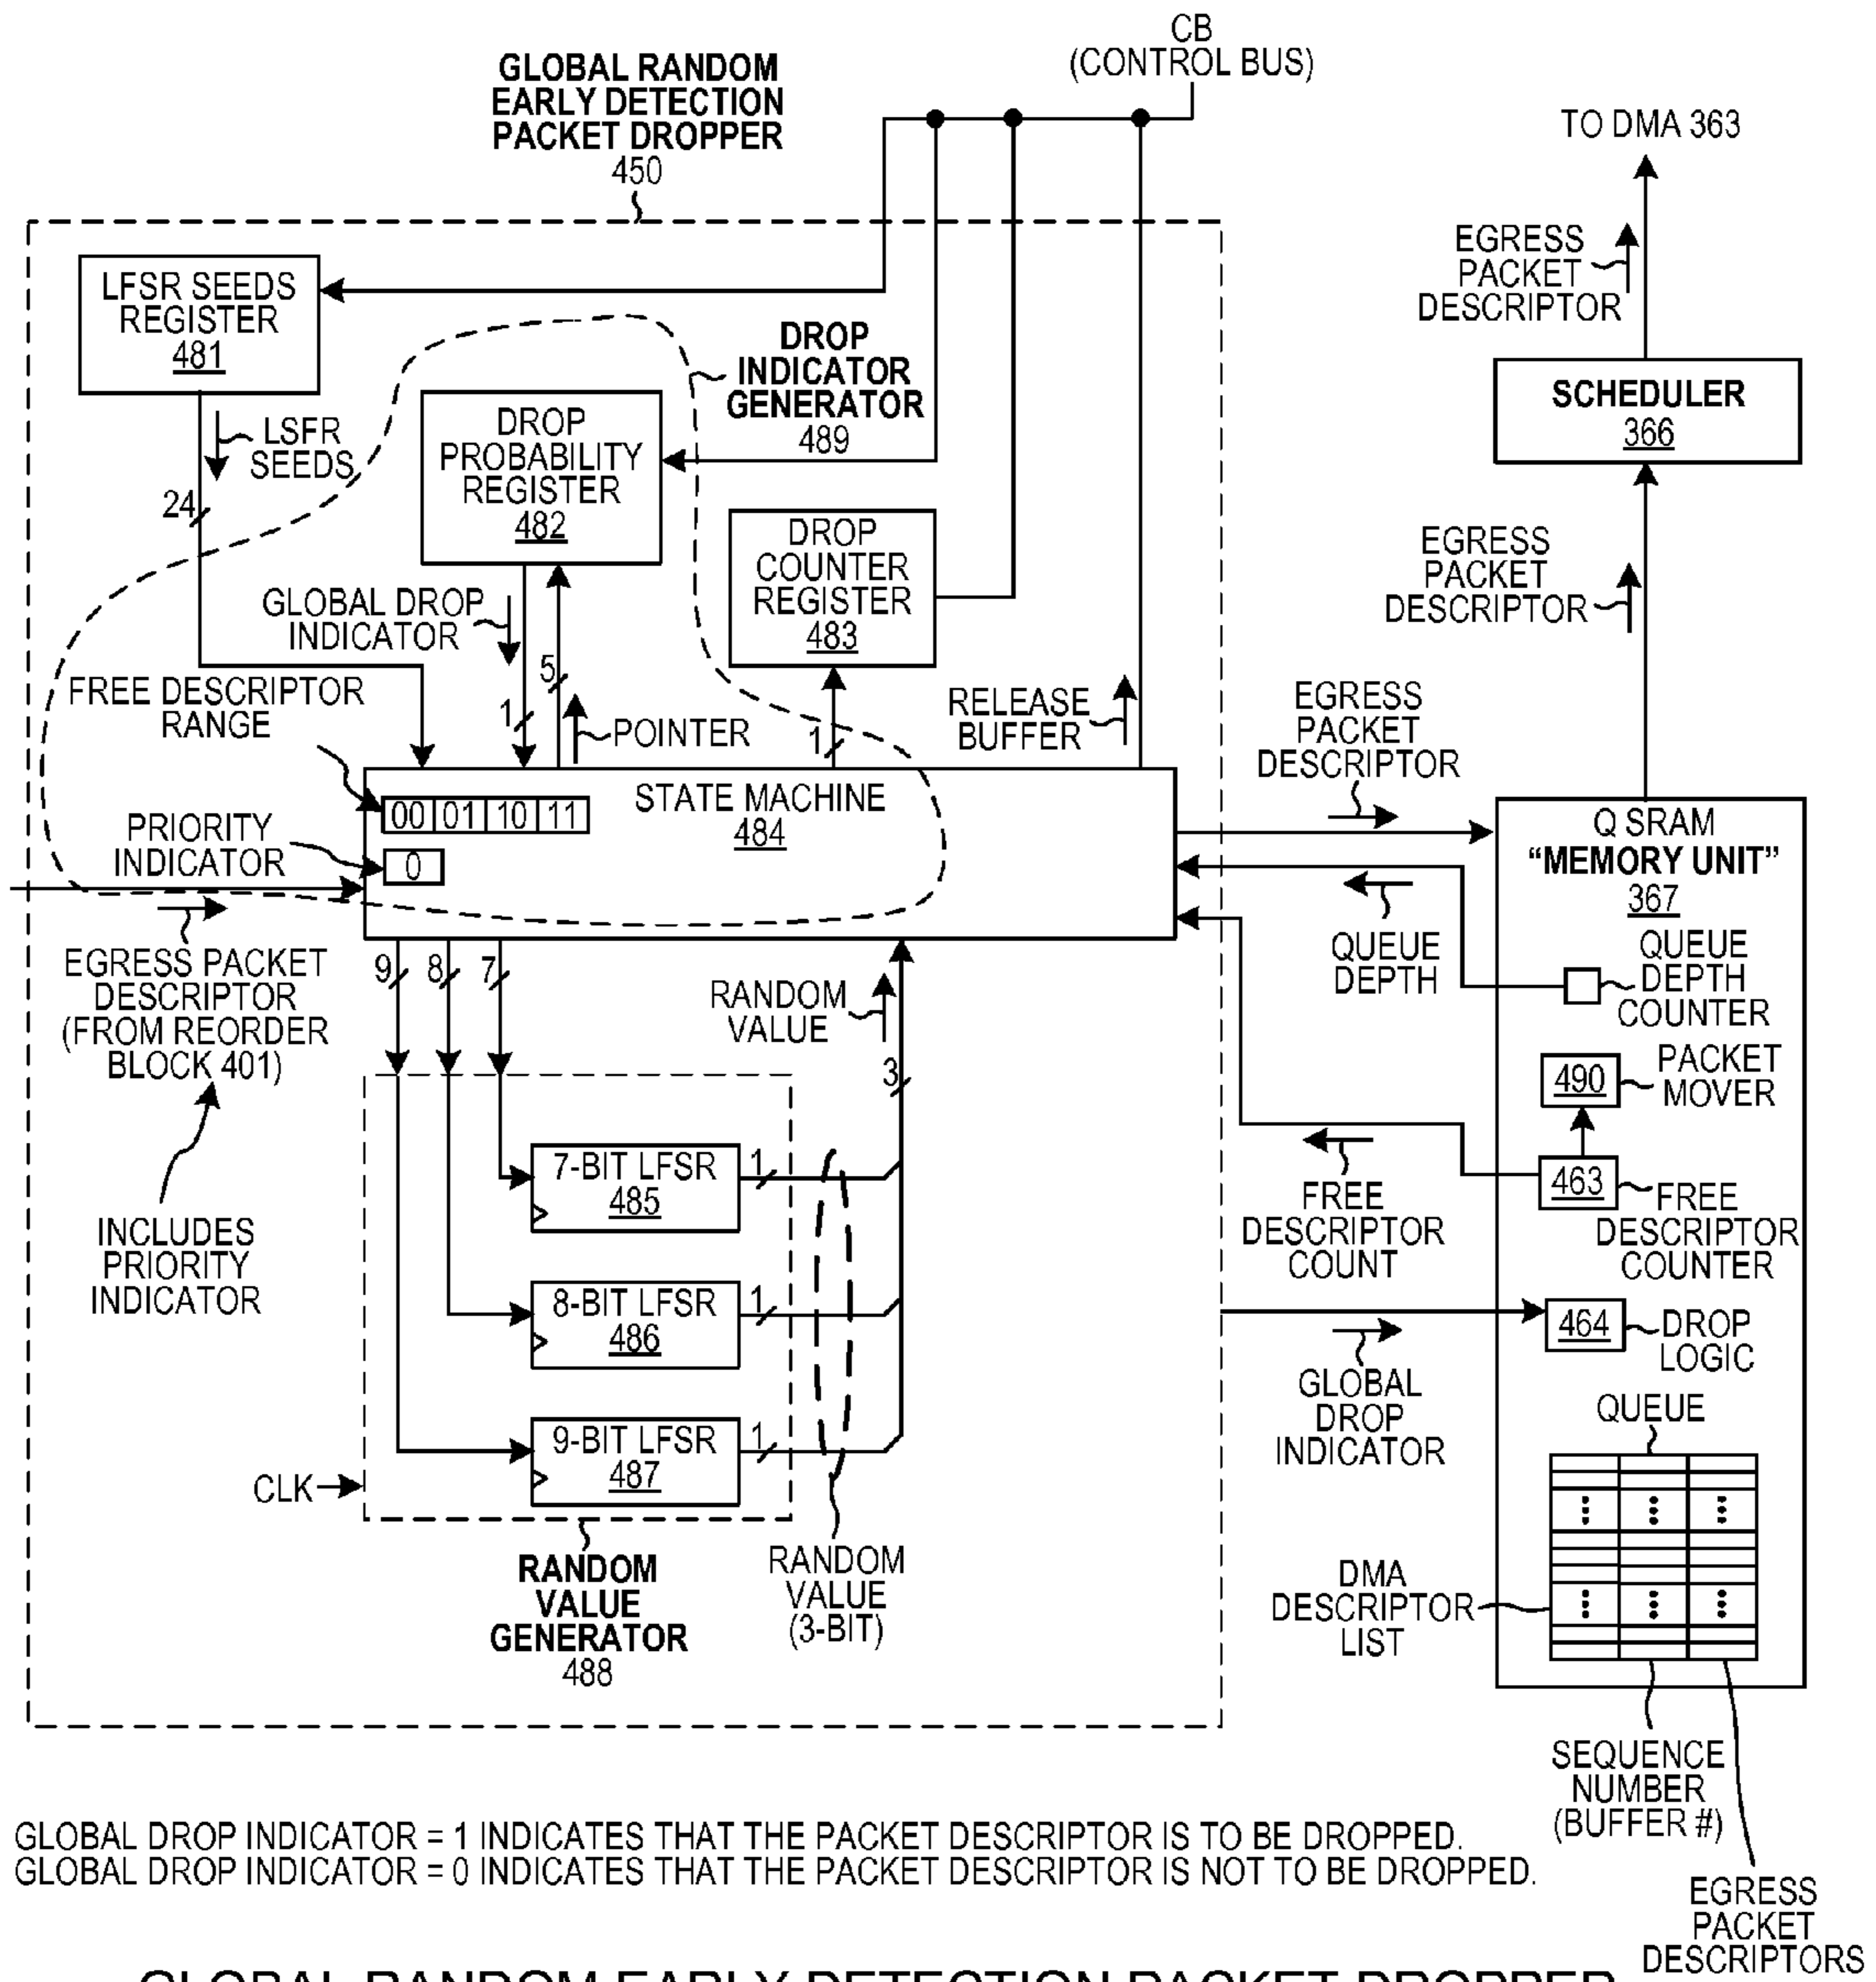 CB
(CONTROL BUS)
GLOBAL RANDOM
EARLY DETECTION
PACKET DROPPER
450
TO DMA 363
EGRESS
PACKET
DESCRIPTOR
LFSR SEEDS
REGISTER
481
DROP
INDICATOR
GENERATOR
489
SCHEDULER
366
LSFR
SEEDS
24
DROP
PROBABILITY
REGISTER
482
DROP
COUNTER
REGISTER
483
EGRESS
PACKET
DESCRIPTOR
GLOBAL DROP
INDICATOR
1
5
POINTER
1
RELEASE
BUFFER
FREE DESCRIPTOR
RANGE
EGRESS
PACKET
DESCRIPTOR
00 01 10 11
STATE MACHINE
484
PRIORITY
INDICATOR
0
Q SRAM
“MEMORY UNIT”
367
QUEUE
DEPTH
QUEUE
DEPTH
COUNTER
EGRESS PACKET
DESCRIPTOR
(FROM REORDER
BLOCK 401)
9
8
7
RANDOM
VALUE
3
490
PACKET
MOVER
463
FREE
DESCRIPTOR
COUNTER
FREE
DESCRIPTOR
COUNT
INCLUDES
PRIORITY
INDICATOR
7-BIT LFSR
485
1
8-BIT LFSR
486
1
9-BIT LFSR
487
1
464
DROP
LOGIC
GLOBAL
DROP
INDICATOR
QUEUE
CLK
RANDOM
VALUE
GENERATOR
488
RANDOM
VALUE
(3-BIT)
DMA
DESCRIPTOR
LIST
SEQUENCE
NUMBER
(BUFFER #)
EGRESS
PACKET
DESCRIPTORS
GLOBAL DROP INDICATOR = 1 INDICATES THAT THE PACKET DESCRIPTOR IS TO BE DROPPED.
GLOBAL DROP INDICATOR = 0 INDICATES THAT THE PACKET DESCRIPTOR IS NOT TO BE DROPPED.
GLOBAL RANDOM EARLY DETECTION PACKET DROPPER